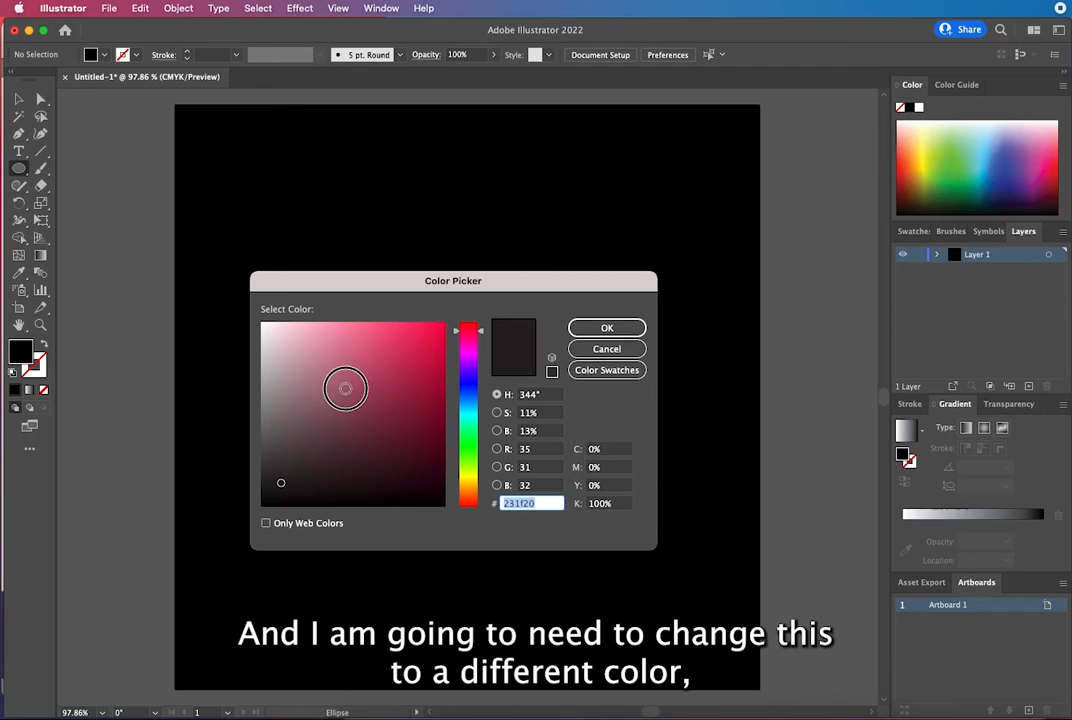 Illustrator File Edit Object Type Select Effect View Window Help
Adobe Illustrator 2022
Share
No Selection
Stroke:
5 pt. Round
Opacity: 100%
Style:
Document Setup
Preferences
Untitled-1* @ 97.86 % (CMYK/Preview)
Color
Color Guide
Swatche
Brushes
Symbols
Layers
Layer 1
Color Picker
Select Color:
OK
Cancel
Color Swatches
H: 344°
S: 11%
B: 13%
R: 35
C: 0%
G: 31
M: 0%
B: 32
Y: 0%
# 231f20
K: 100%
Only Web Colors
1 Layer
Stroke
Gradient
Transparency
Type:
Stroke:
Opacity:
Location:
Asset Export
Artboards
1 Artboard 1
And I am going to need to change this
to a different color,
97.86%
0°
1
Ellipse